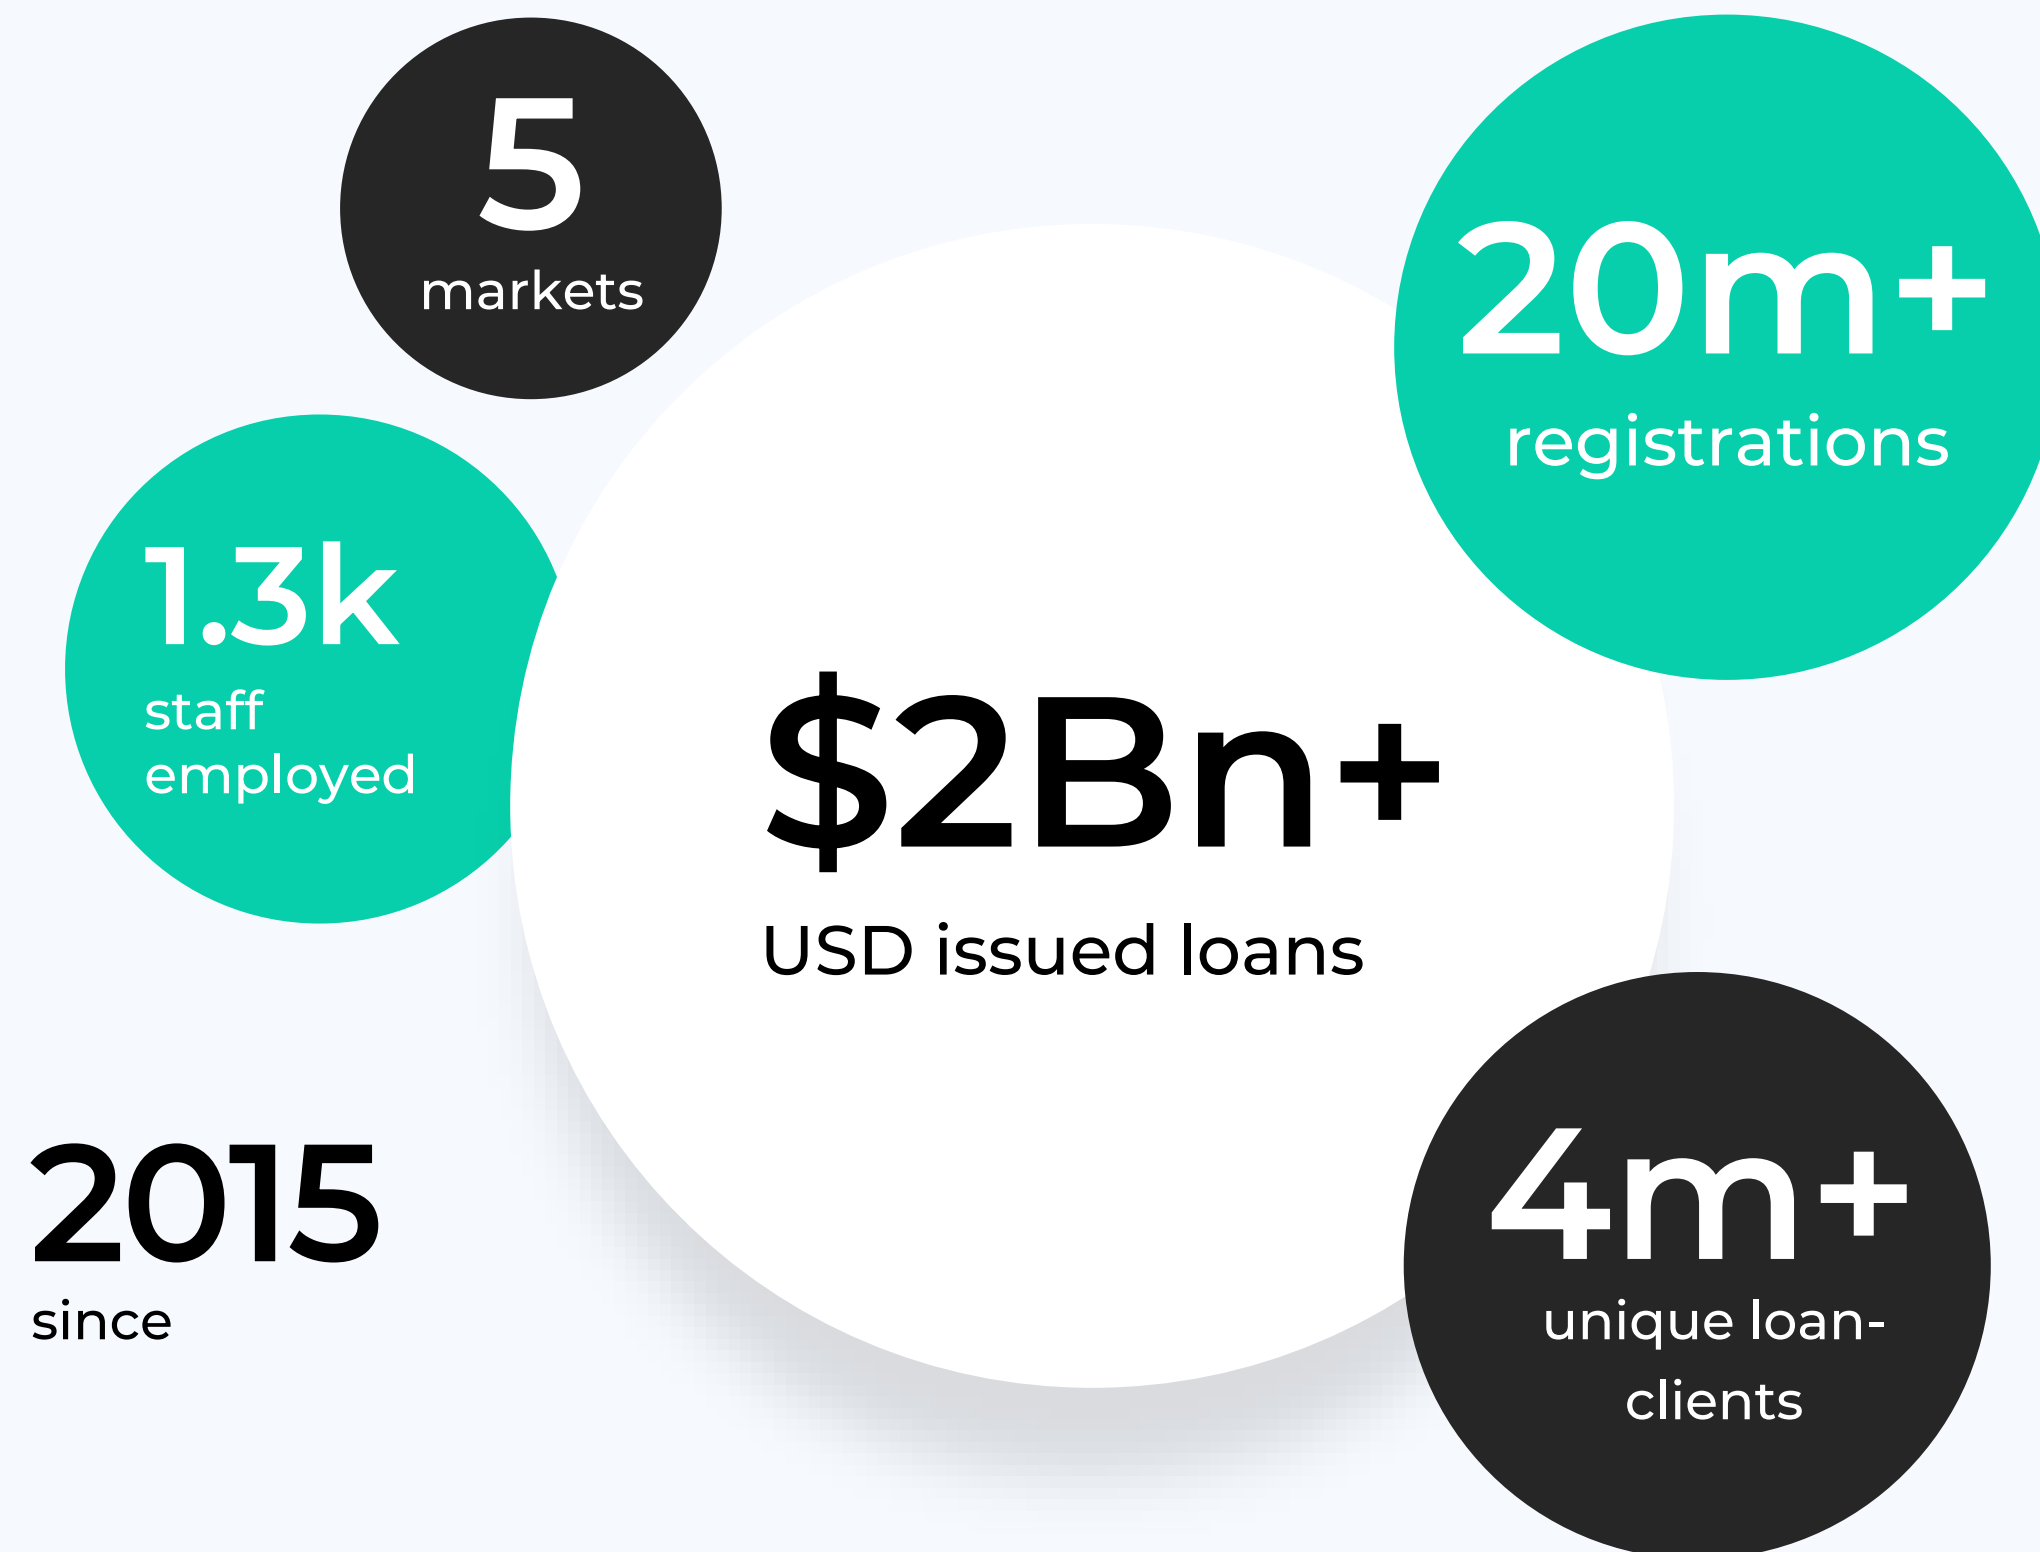 5
markets
20m+
registrations
1.3k
staff
employed
$2Bn+
USD issued loans
2015
since
4m+
unique loan-
clients